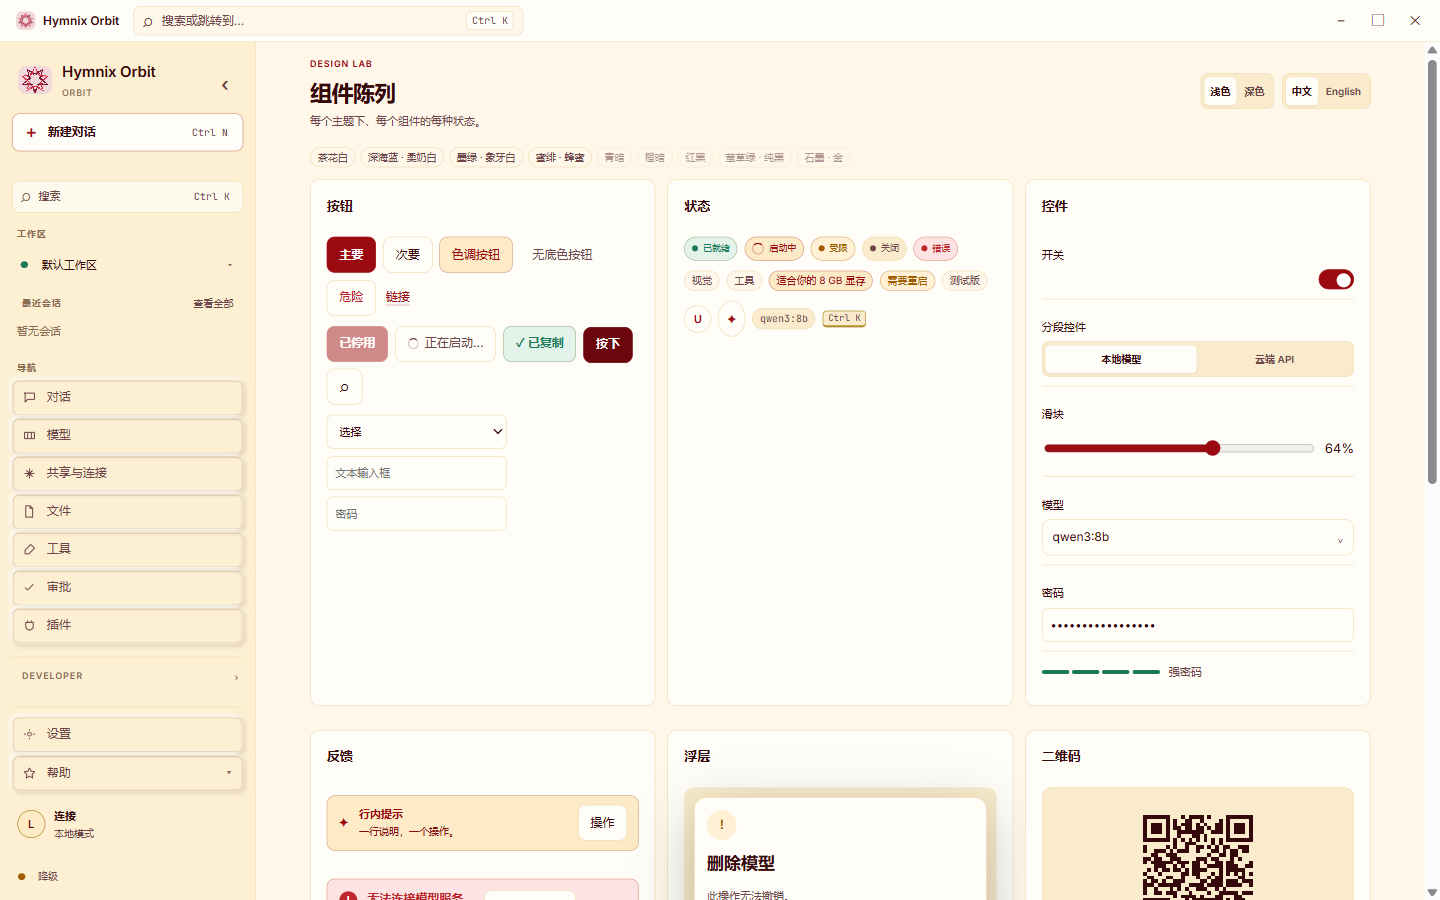 Hymnix Orbit
搜索或跳转到...
Ctrl K
Hymnix Orbit
ORBIT
新建对话
Ctrl N
搜索
Ctrl K
工作区
默认工作区
最近会话
查看全部
暂无会话
导航
对话
模型
共享与连接
文件
工具
审批
插件
DEVELOPER
设置
帮助
L
连接
本地模式
降级
DESIGN LAB
组件陈列
每个主题下、每个组件的每种状态。
浅色 深色
中文 English
茶花白 深海蓝 · 柔奶白 墨绿 · 象牙白 蜜绯 · 蜂蜜 青暗 橙暗 红黑 萤草绿 · 纯黑 石墨 · 金
按钮
主要 次要 色调按钮 无底色按钮
危险 链接
已停用 正在启动... ✓ 已复制 按下
选择
文本输入框
密码
状态
已就绪 启动中 受限 关闭 错误
视觉 工具 适合你的 8 GB 显存 需要重启 测试版
U qwen3:8b Ctrl K
控件
开关
分段控件
本地模型 云端 API
滑块
64%
模型
qwen3:8b
密码
•••••••••••••••••
强密码
反馈
行内提示
一行说明，一个操作。
操作
无法连接模型服务
浮层
!
删除模型
此操作无法撤销。
二维码